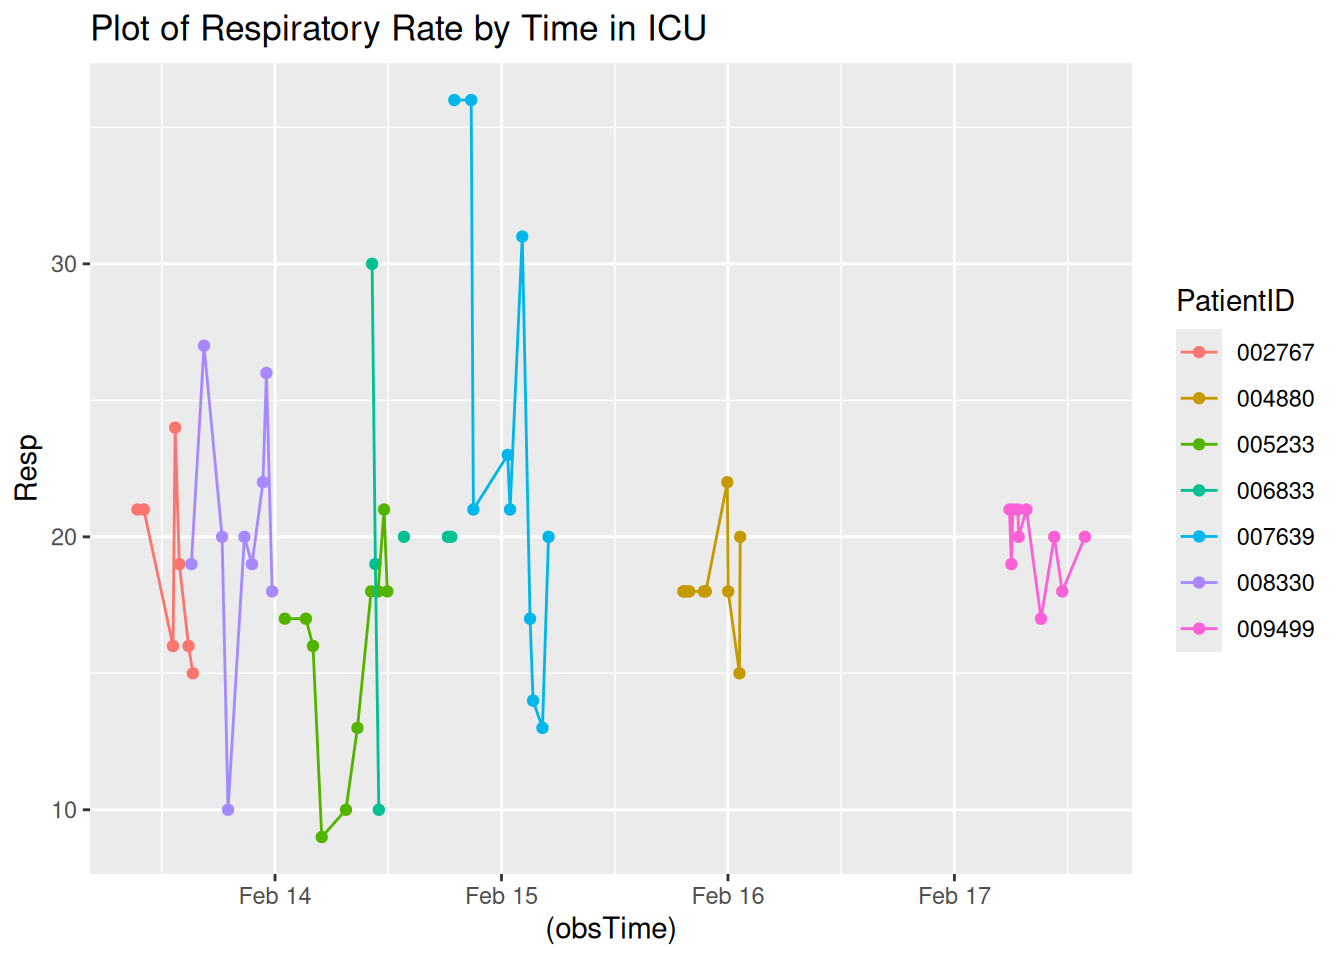 Plot of Respiratory Rate by Time in ICU
Resp
30
20
10
Feb 14
Feb 15
Feb 16
Feb 17
(obsTime)
PatientID
002767
004880
005233
006833
007639
008330
009499